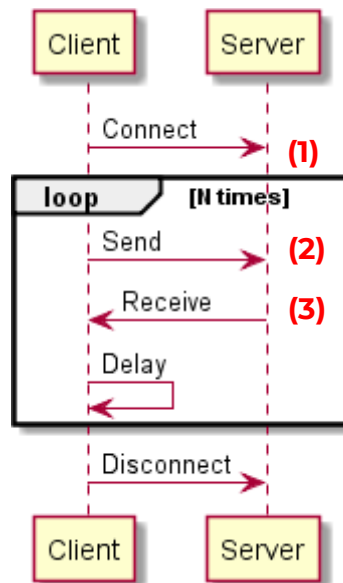 Client Server
Connect
(1)
loop [N times]
Send
(2)
Receive
(3)
Delay
Disconnect
Client Server